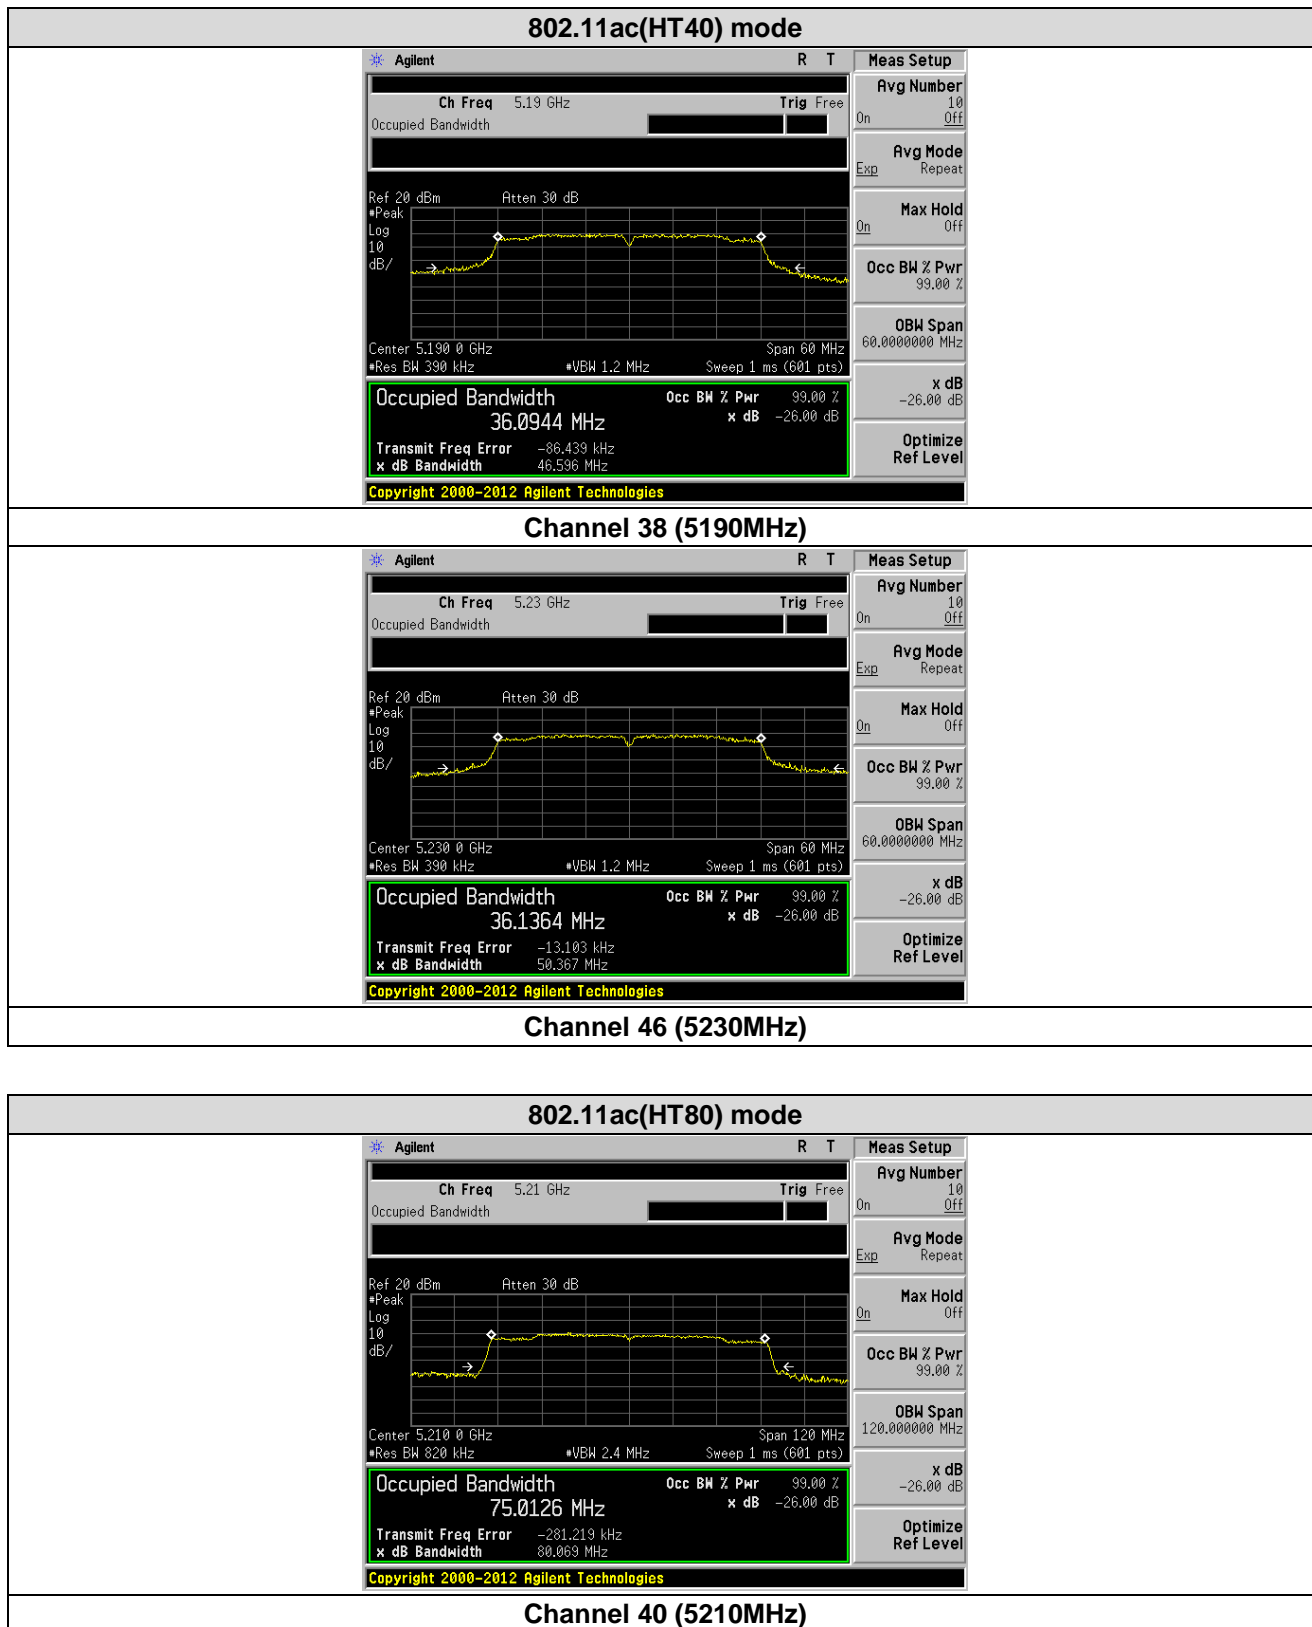 802.11ac(HT40) mode
Agilent R T
Meas Setup
Ch Freq 5.19 GHz Trig Free
Occupied Bandwidth
Avg Number
10
On Off
Avg Mode
Exp Repeat
Ref 20 dBm Atten 30 dB
#Peak
Log
10
dB/
Max Hold
On Off
Occ BW % Pwr
99.00 %
OBW Span
60.0000000 MHz
Center 5.190 0 GHz Span 60 MHz
#Res BW 390 kHz #VBW 1.2 MHz Sweep 1 ms (601 pts)
x dB
-26.00 dB
Occupied Bandwidth Occ BW % Pwr 99.00 %
36.0944 MHz x dB -26.00 dB
Transmit Freq Error -86.439 kHz
x dB Bandwidth 46.596 MHz
Optimize
Ref Level
Copyright 2000-2012 Agilent Technologies
Channel 38 (5190MHz)
Agilent R T
Meas Setup
Ch Freq 5.23 GHz Trig Free
Occupied Bandwidth
Avg Number
10
On Off
Avg Mode
Exp Repeat
Ref 20 dBm Atten 30 dB
#Peak
Log
10
dB/
Max Hold
On Off
Occ BW % Pwr
99.00 %
OBW Span
60.0000000 MHz
Center 5.230 0 GHz Span 60 MHz
#Res BW 390 kHz #VBW 1.2 MHz Sweep 1 ms (601 pts)
x dB
-26.00 dB
Occupied Bandwidth Occ BW % Pwr 99.00 %
36.1364 MHz x dB -26.00 dB
Transmit Freq Error -13.103 kHz
x dB Bandwidth 50.367 MHz
Optimize
Ref Level
Copyright 2000-2012 Agilent Technologies
Channel 46 (5230MHz)
802.11ac(HT80) mode
Agilent R T
Meas Setup
Ch Freq 5.21 GHz Trig Free
Occupied Bandwidth
Avg Number
10
On Off
Avg Mode
Exp Repeat
Ref 20 dBm Atten 30 dB
#Peak
Log
10
dB/
Max Hold
On Off
Occ BW % Pwr
99.00 %
OBW Span
120.000000 MHz
Center 5.210 0 GHz Span 120 MHz
#Res BW 820 kHz #VBW 2.4 MHz Sweep 1 ms (601 pts)
x dB
-26.00 dB
Occupied Bandwidth Occ BW % Pwr 99.00 %
75.0126 MHz x dB -26.00 dB
Transmit Freq Error -281.219 kHz
x dB Bandwidth 80.069 MHz
Optimize
Ref Level
Copyright 2000-2012 Agilent Technologies
Channel 40 (5210MHz)